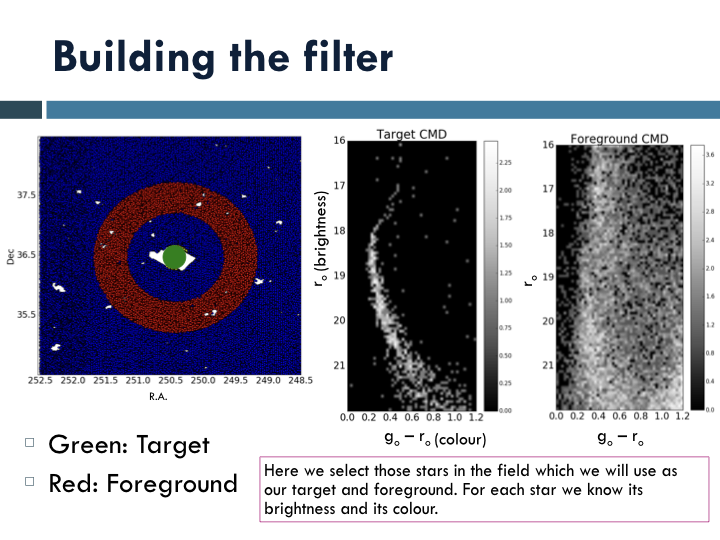 Building the filter
37.5
36.5
35.5
Dec
252.5 252.0 251.5 251.0 250.5 250.0 249.5 249.0 248.5
R.A.
Target CMD
16
17
18
19
20
21
r₀ (brightness)
0.0 0.2 0.4 0.6 0.8 1.0 1.2
g₀ – r₀ (colour)
2.25
2.00
1.75
1.50
1.25
1.00
0.75
0.50
0.25
0.00
Foreground CMD
16
17
18
19
20
21
r₀
0.0 0.2 0.4 0.6 0.8 1.0 1.2
g₀ – r₀
3.6
3.2
2.8
2.4
2.0
1.6
1.2
0.8
0.4
0.0
Green: Target
Red: Foreground
Here we select those stars in the field which we will use as
our target and foreground. For each star we know its
brightness and its colour.